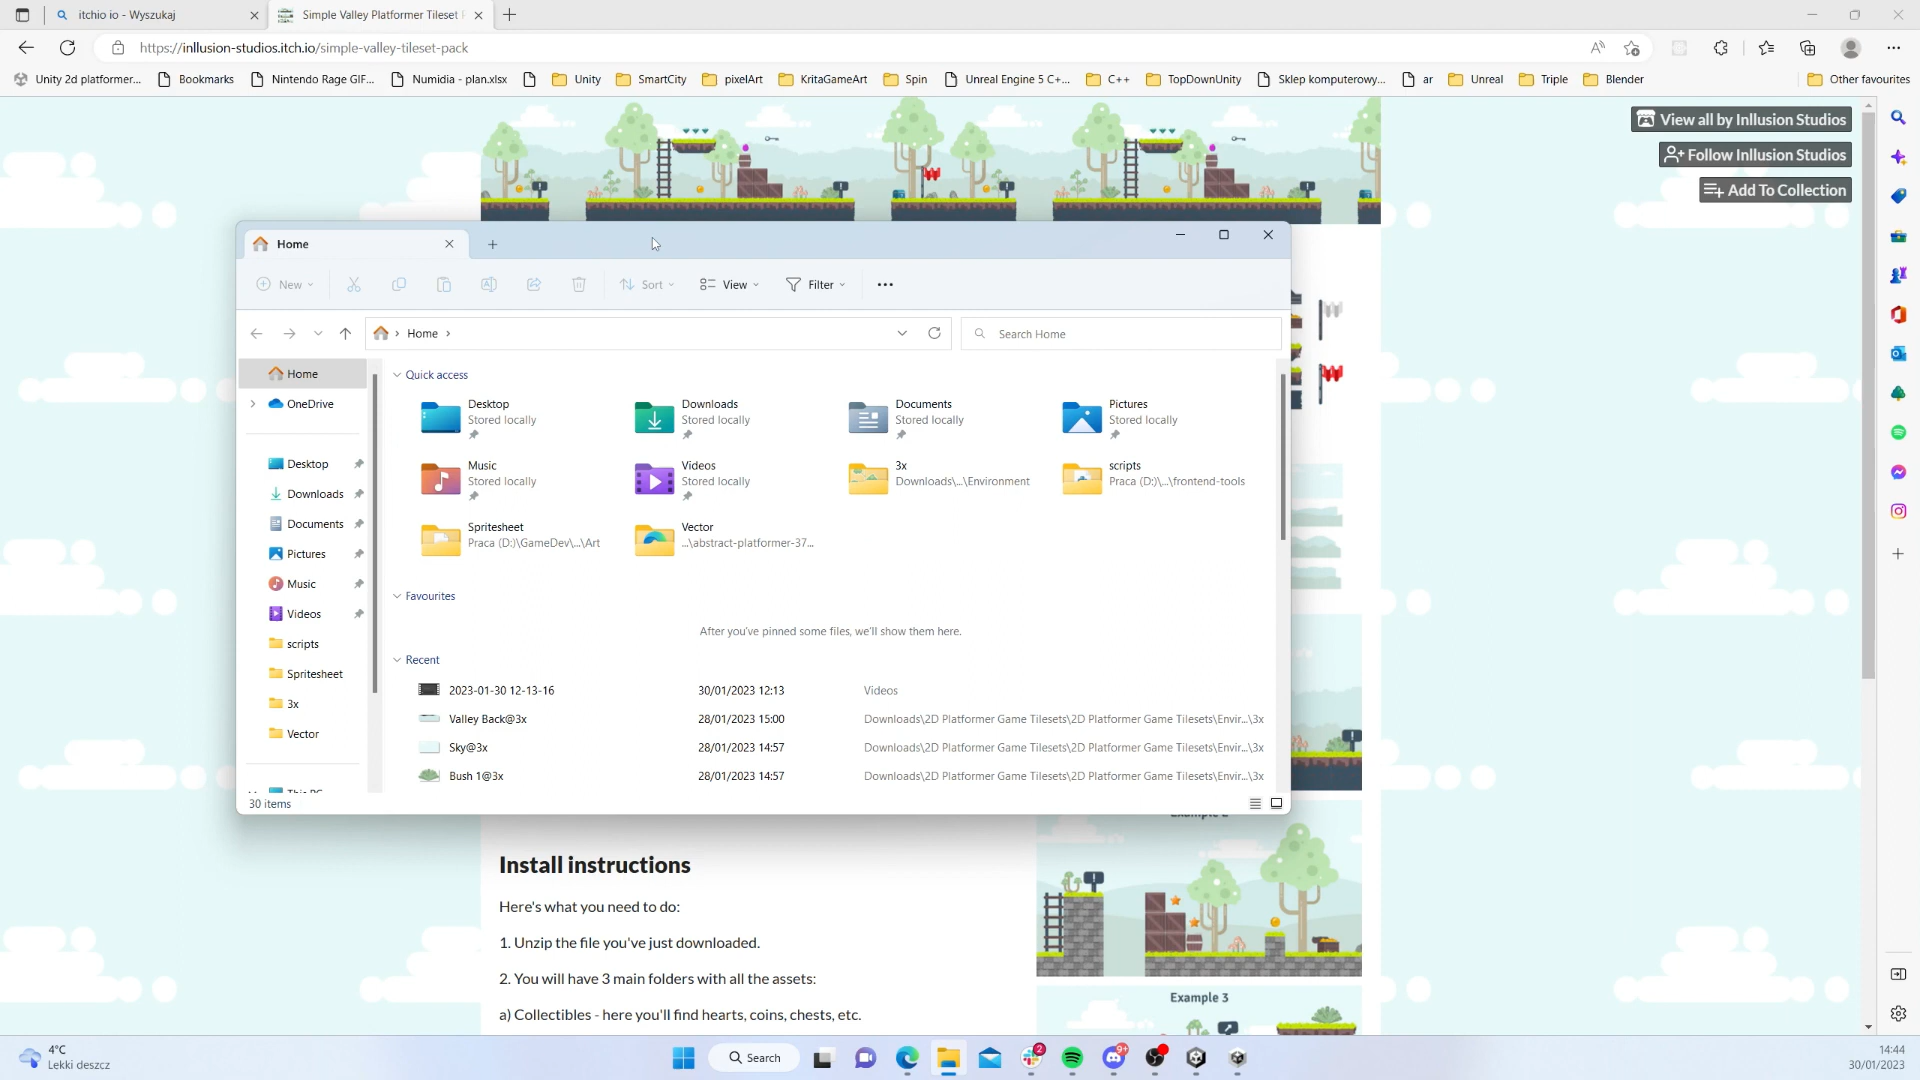 itchio io - Wyszukaj
Simple Valley Platformer Tileset
https://inllusion-studios.itch.io/simple-valley-tileset-pack
Unity 2d platformer...
Bookmarks
Nintendo Rage GIF...
Numidia - plan.xlsx
Unity
SmartCity
pixelArt
KritaGameArt
Spin
Unreal Engine 5 C+...
C++
TopDownUnity
Sklep komputerowy...
ar
Unreal
Triple
Blender
Other favourites
View all by Inllusion Studios
Follow Inllusion Studios
Add To Collection
Home
New
Sort
View
Filter
Home
Search Home
Home
OneDrive
Desktop
Downloads
Documents
Pictures
Music
Videos
scripts
Spritesheet
3x
Vector
Quick access
Desktop
Stored locally
Downloads
Stored locally
Documents
Stored locally
Pictures
Stored locally
Music
Stored locally
Videos
Stored locally
3x
Downloads\...\Environment
scripts
Praca (D:)\...\frontend-tools
Spritesheet
Praca (D:)\GameDev\...\Art
Vector
...\abstract-platformer-37...
Favourites
After you've pinned some files, we'll show them here.
Recent
2023-01-30 12-13-16 30/01/2023 12:13 Videos
Valley Back@3x 28/01/2023 15:00 Downloads\2D Platformer Game Tilesets\2D Platformer Game Tilesets\Envir...\3x
Sky@3x 28/01/2023 14:57 Downloads\2D Platformer Game Tilesets\2D Platformer Game Tilesets\Envir...\3x
Bush 1@3x 28/01/2023 14:57 Downloads\2D Platformer Game Tilesets\2D Platformer Game Tilesets\Envir...\3x
30 items
Install instructions
Here's what you need to do:
1. Unzip the file you've just downloaded.
2. You will have 3 main folders with all the assets:
a) Collectibles - here you'll find hearts, coins, chests, etc.
Example 3
4°C
Lekki deszcz
Search
2
9+
14:44
30/01/2023